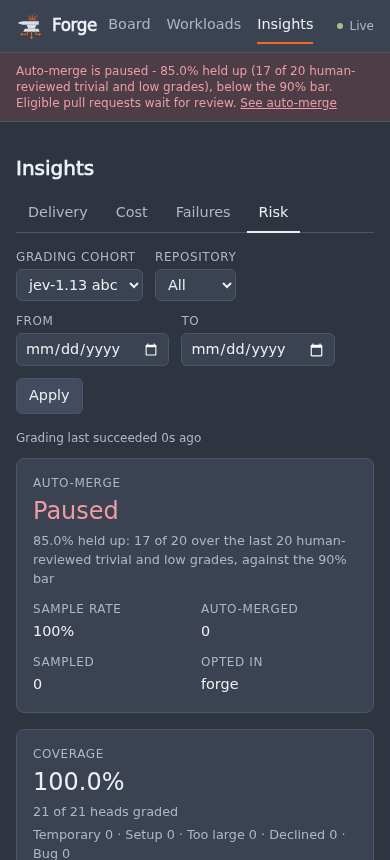 Forge Board Workloads Insights Live
Auto-merge is paused - 85.0% held up (17 of 20 human-
reviewed trivial and low grades), below the 90% bar.
Eligible pull requests wait for review. See auto-merge
Insights
Delivery Cost Failures Risk
GRADING COHORT REPOSITORY
jev-1.13 abc All
FROM TO
mm/dd/yyyy mm/dd/yyyy
Apply
Grading last succeeded 0s ago
AUTO-MERGE
Paused
85.0% held up: 17 of 20 over the last 20 human-
reviewed trivial and low grades, against the 90%
bar
SAMPLE RATE AUTO-MERGED
100% 0
SAMPLED OPTED IN
0 forge
COVERAGE
100.0%
21 of 21 heads graded
Temporary 0 · Setup 0 · Too large 0 · Declined 0 ·
Bug 0